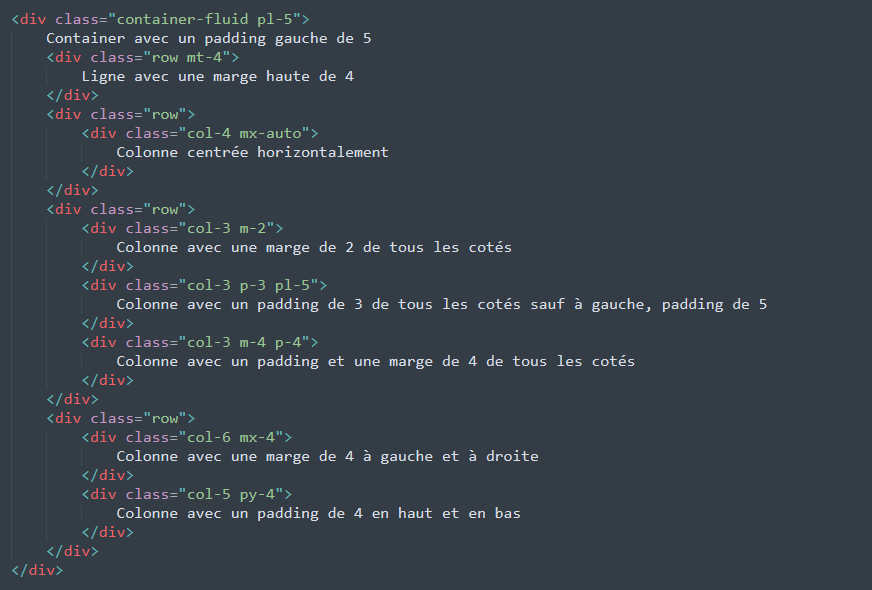 <div class="container-fluid pl-5">
    Container avec un padding gauche de 5
    <div class="row mt-4">
        Ligne avec une marge haute de 4
    </div>
    <div class="row">
        <div class="col-4 mx-auto">
            Colonne centrée horizontalement
        </div>
    </div>
    <div class="row">
        <div class="col-3 m-2">
            Colonne avec une marge de 2 de tous les cotés
        </div>
        <div class="col-3 p-3 pl-5">
            Colonne avec un padding de 3 de tous les cotés sauf à gauche, padding de 5
        </div>
        <div class="col-3 m-4 p-4">
            Colonne avec un padding et une marge de 4 de tous les cotés
        </div>
    </div>
    <div class="row">
        <div class="col-6 mx-4">
            Colonne avec une marge de 4 à gauche et à droite
        </div>
        <div class="col-5 py-4">
            Colonne avec un padding de 4 en haut et en bas
        </div>
    </div>
</div>